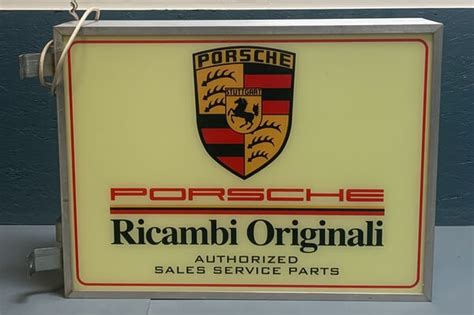 PORSCHE
STUTTGART
PORSCHE
Ricambi Originali
AUTHORIZED
SALES SERVICE PARTS